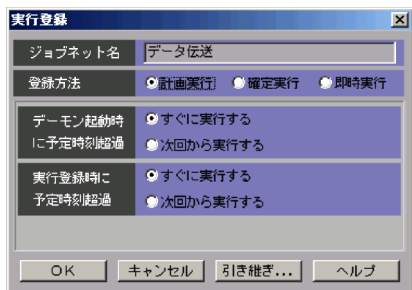 実行登録
ジョブネット名 データ伝送
登録方法 計画実行 確定実行 即時実行
デーモン起動時に予定時刻超過 すぐに実行する
次回から実行する
実行登録時に予定時刻超過 すぐに実行する
次回から実行する
OK キャンセル 引き継ぎ... ヘルプ